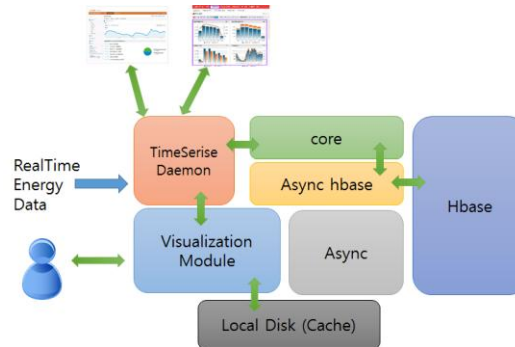 TimeSerise
Daemon
core
RealTime
Energy
Data
Async hbase
Hbase
Visualization
Module
Async
Local Disk (Cache)